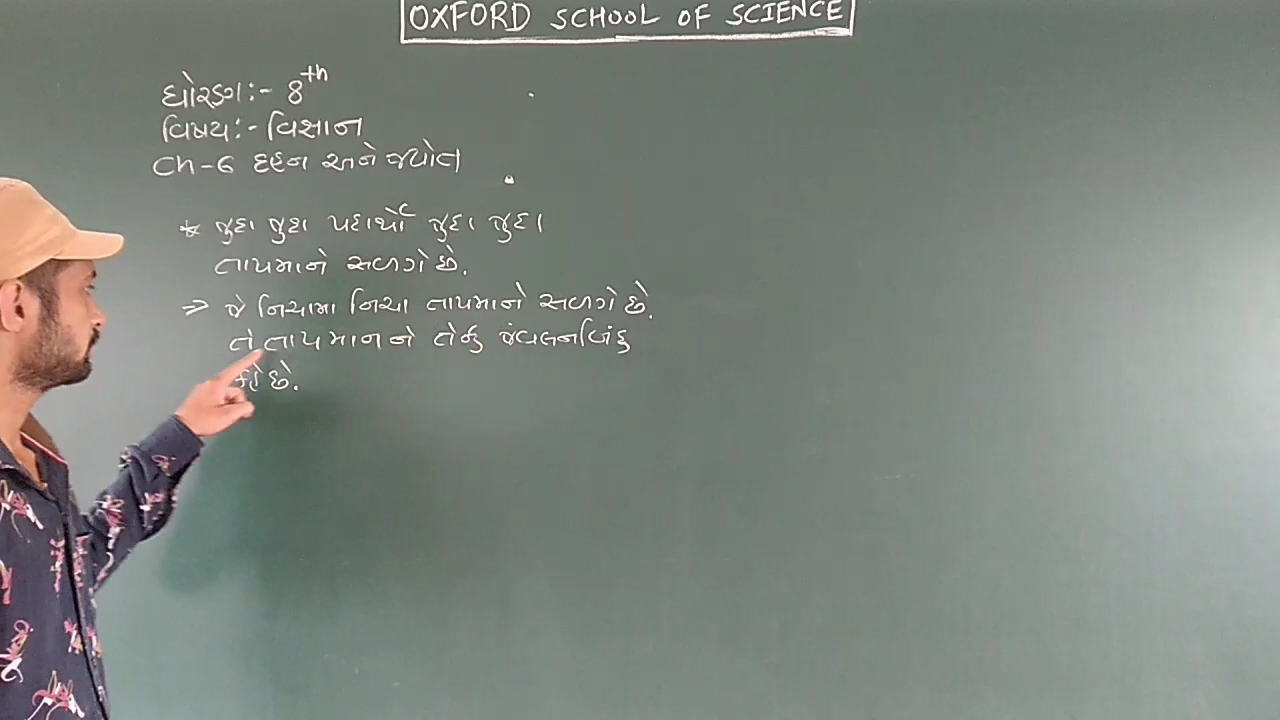 OXFORD SCHOOL OF SCIENCE
ધોરણ:- 8th
વિષય:- વિજ્ઞાન
Ch-6 દહન અને જ્યોત
* જુદા જુદા પદાર્થો જુદા જુદા
તાપમાને સળગે છે.
⇒ જે નિચામા નિચા તાપમાને સળગે છે.
તે તાપમાનને તેનુ જ્વલનબિંદુ
કહે છે.